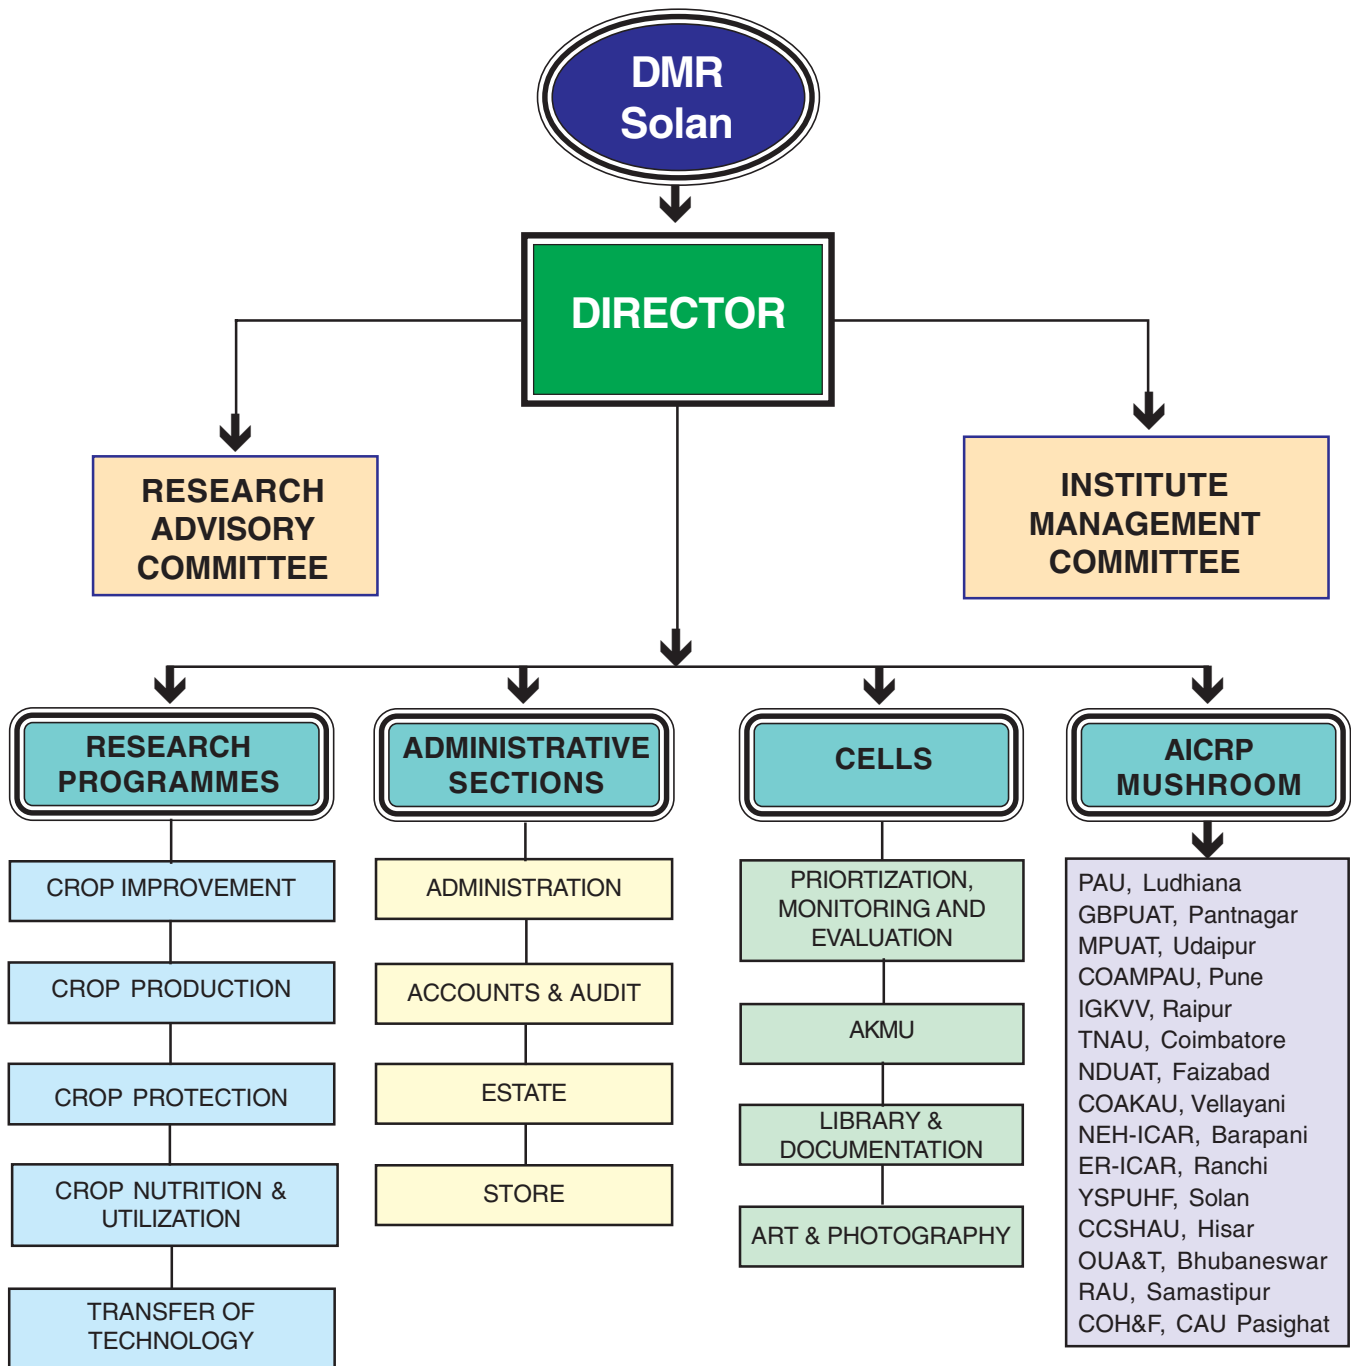 DMR
Solan
DIRECTOR
RESEARCH
ADVISORY
COMMITTEE
INSTITUTE
MANAGEMENT
COMMITTEE
RESEARCH
PROGRAMMES
CROP IMPROVEMENT
CROP PRODUCTION
CROP PROTECTION
CROP NUTRITION &
UTILIZATION
TRANSFER OF
TECHNOLOGY
ADMINISTRATIVE
SECTIONS
ADMINISTRATION
ACCOUNTS & AUDIT
ESTATE
STORE
CELLS
PRIORTIZATION,
MONITORING AND
EVALUATION
AKMU
LIBRARY &
DOCUMENTATION
ART & PHOTOGRAPHY
AICRP
MUSHROOM
PAU, Ludhiana
GBPUAT, Pantnagar
MPUAT, Udaipur
COAMPAU, Pune
IGKVV, Raipur
TNAU, Coimbatore
NDUAT, Faizabad
COAKAU, Vellayani
NEH-ICAR, Barapani
ER-ICAR, Ranchi
YSPUHF, Solan
CCSHAU, Hisar
OUA&T, Bhubaneswar
RAU, Samastipur
COH&F, CAU Pasighat